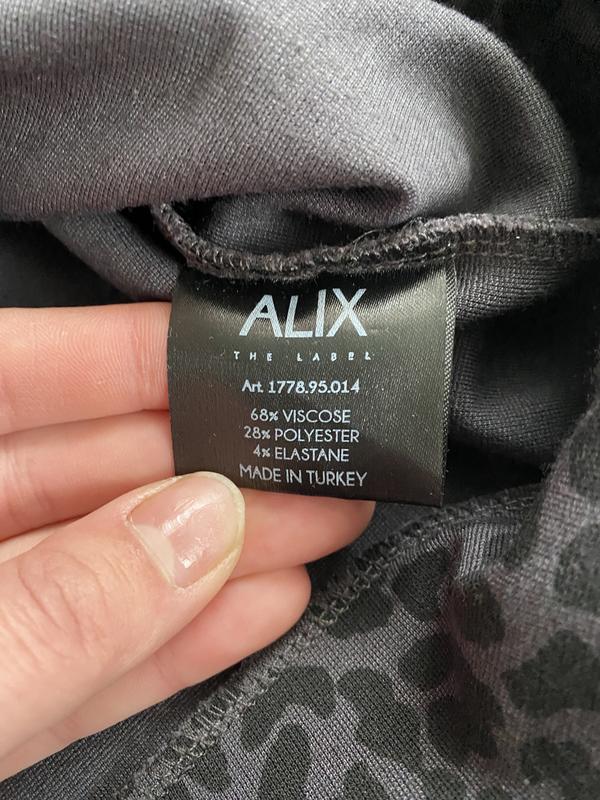 ALIX
THE LABEL
Art. 1778.95.014
68% VISCOSE
28% POLYESTER
4% ELASTANE
MADE IN TURKEY